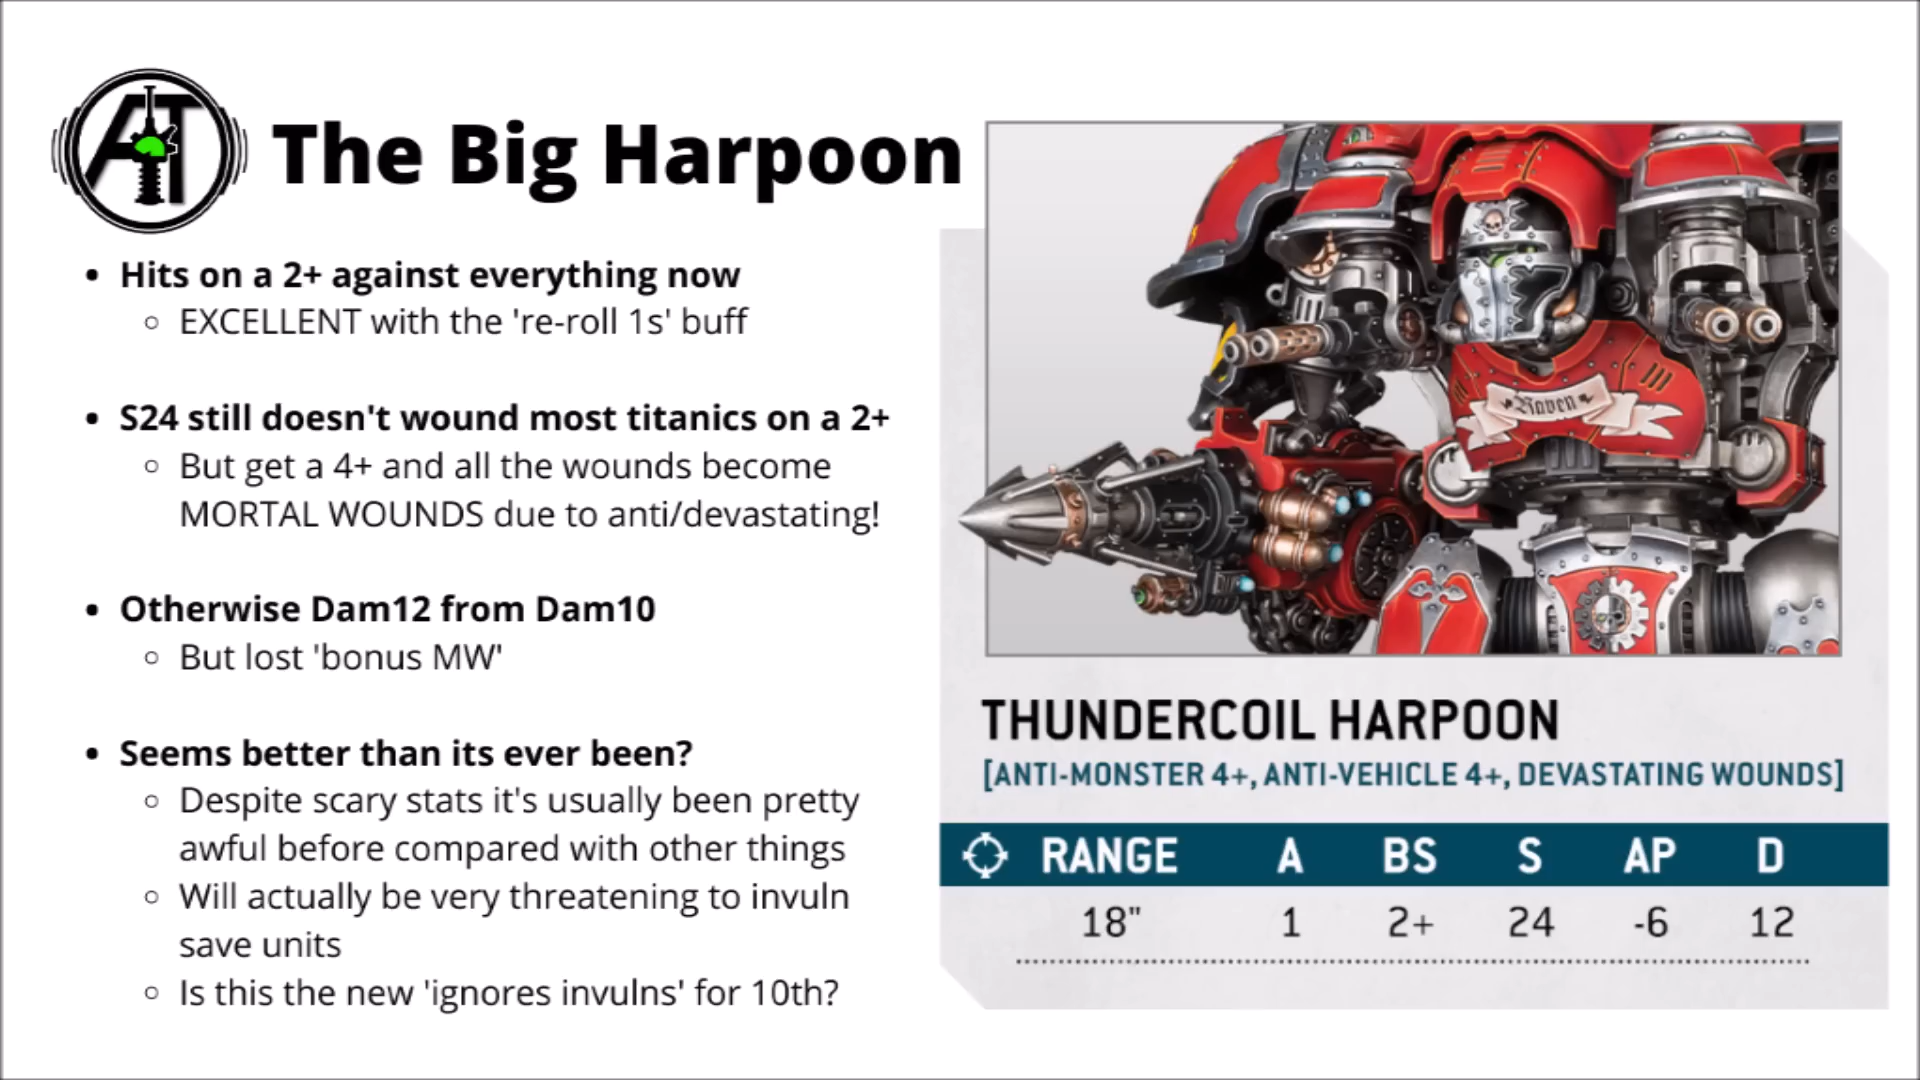 AT
The Big Harpoon
• Hits on a 2+ against everything now
○ EXCELLENT with the 're-roll 1s' buff
• S24 still doesn't wound most titanics on a 2+
○ But get a 4+ and all the wounds become
MORTAL WOUNDS due to anti/devastating!
• Otherwise Dam12 from Dam10
○ But lost 'bonus MW'
• Seems better than its ever been?
○ Despite scary stats it's usually been pretty
awful before compared with other things
○ Will actually be very threatening to invuln
save units
○ Is this the new 'ignores invulns' for 10th?
Raven
THUNDERCOIL HARPOON
[ANTI-MONSTER 4+, ANTI-VEHICLE 4+, DEVASTATING WOUNDS]
RANGE A BS S AP D
18" 1 2+ 24 -6 12